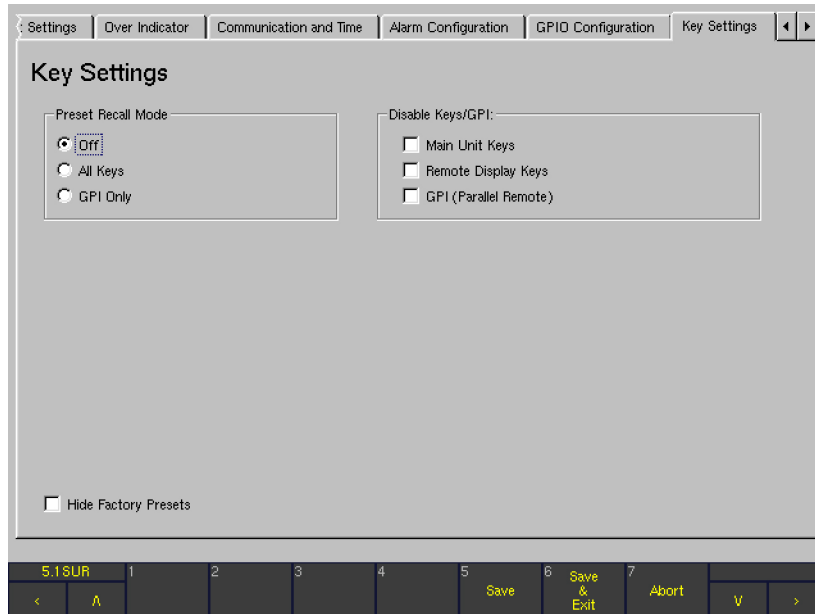 : Settings Over Indicator Communication and Time Alarm Configuration GPIO Configuration Key Settings
Key Settings
Preset Recall Mode Disable Keys/GPI:
Off Main Unit Keys
All Keys Remote Display Keys
GPI Only GPI (Parallel Remote)
Hide Factory Presets
5.1SUR 1 2 3 4 5 Save 6 Save & Exit 7 Abort
< Λ V >